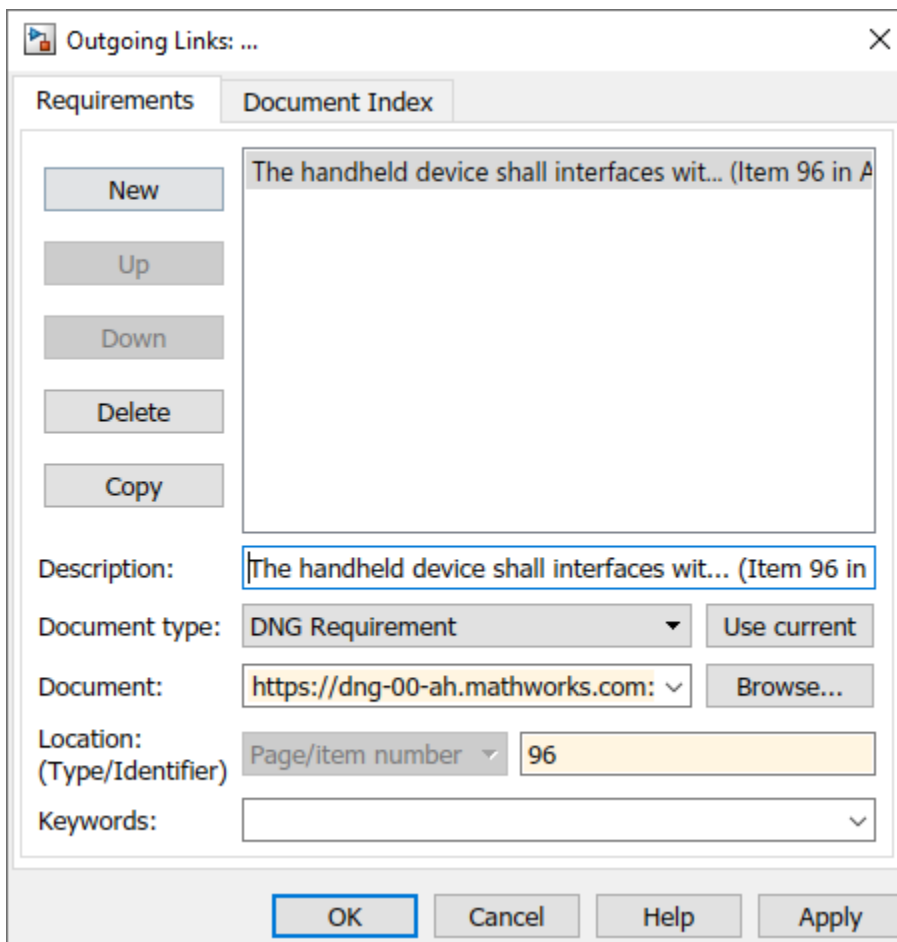 Outgoing Links: ...
Requirements
Document Index
New
The handheld device shall interfaces wit... (Item 96 in A
Up
Down
Delete
Copy
Description:
The handheld device shall interfaces wit... (Item 96 in
Document type:
DNG Requirement
Use current
Document:
https://dng-00-ah.mathworks.com:
Browse...
Location:
(Type/Identifier)
Page/item number
96
Keywords:
OK
Cancel
Help
Apply